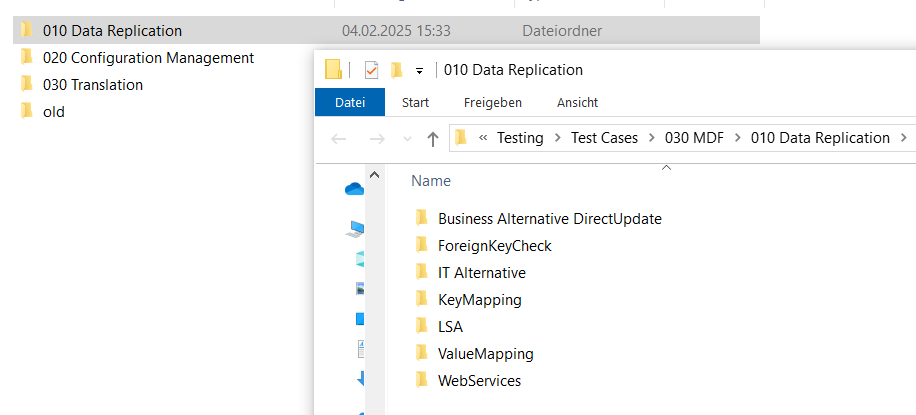 010 Data Replication 04.02.2025 15:33 Dateiordner
020 Configuration Management
030 Translation
old
010 Data Replication
Datei Start Freigeben Ansicht
« Testing > Test Cases > 030 MDF > 010 Data Replication >
Name
Business Alternative DirectUpdate
ForeignKeyCheck
IT Alternative
KeyMapping
LSA
ValueMapping
WebServices